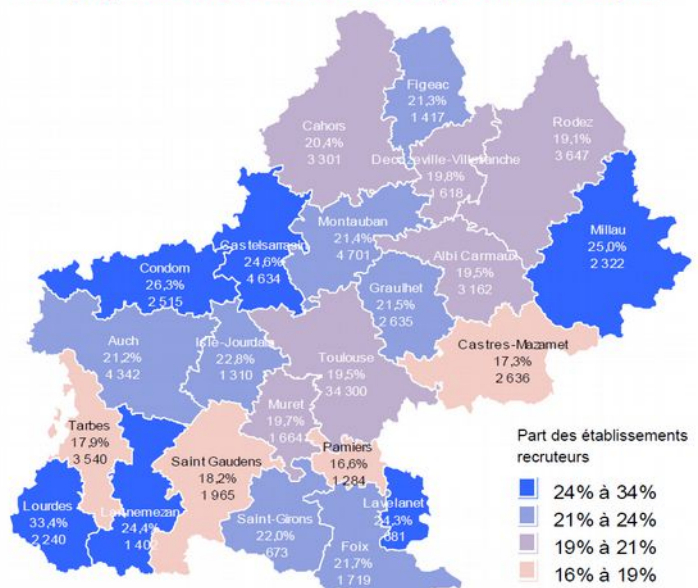 Figeac
21,3%
1 417
Cahors
20,4%
3 301
Rodez
19,1%
3 647
Decazeville-Villefranche
19,8%
1 618
Millau
25,0%
2 322
Montauban
21,4%
4 701
Castelsarrasin
24,6%
4 634
Albi Carmaux
19,5%
3 162
Condom
26,3%
2 515
Graulhet
21,5%
2 635
Auch
21,2%
4 342
Isle-Jourdain
22,8%
1 310
Toulouse
19,5%
34 300
Castres-Mazamet
17,3%
2 636
Muret
19,7%
1 664
Tarbes
17,9%
3 540
Saint Gaudens
18,2%
1 965
Pamiers
16,6%
1 284
Lourdes
33,4%
2 240
Lannemezan
24,4%
1 402
Saint-Girons
22,0%
673
Foix
21,7%
1 719
Lavelanet
24,3%
681
Part des établissements
recruteurs
24% à 34%
21% à 24%
19% à 21%
16% à 19%